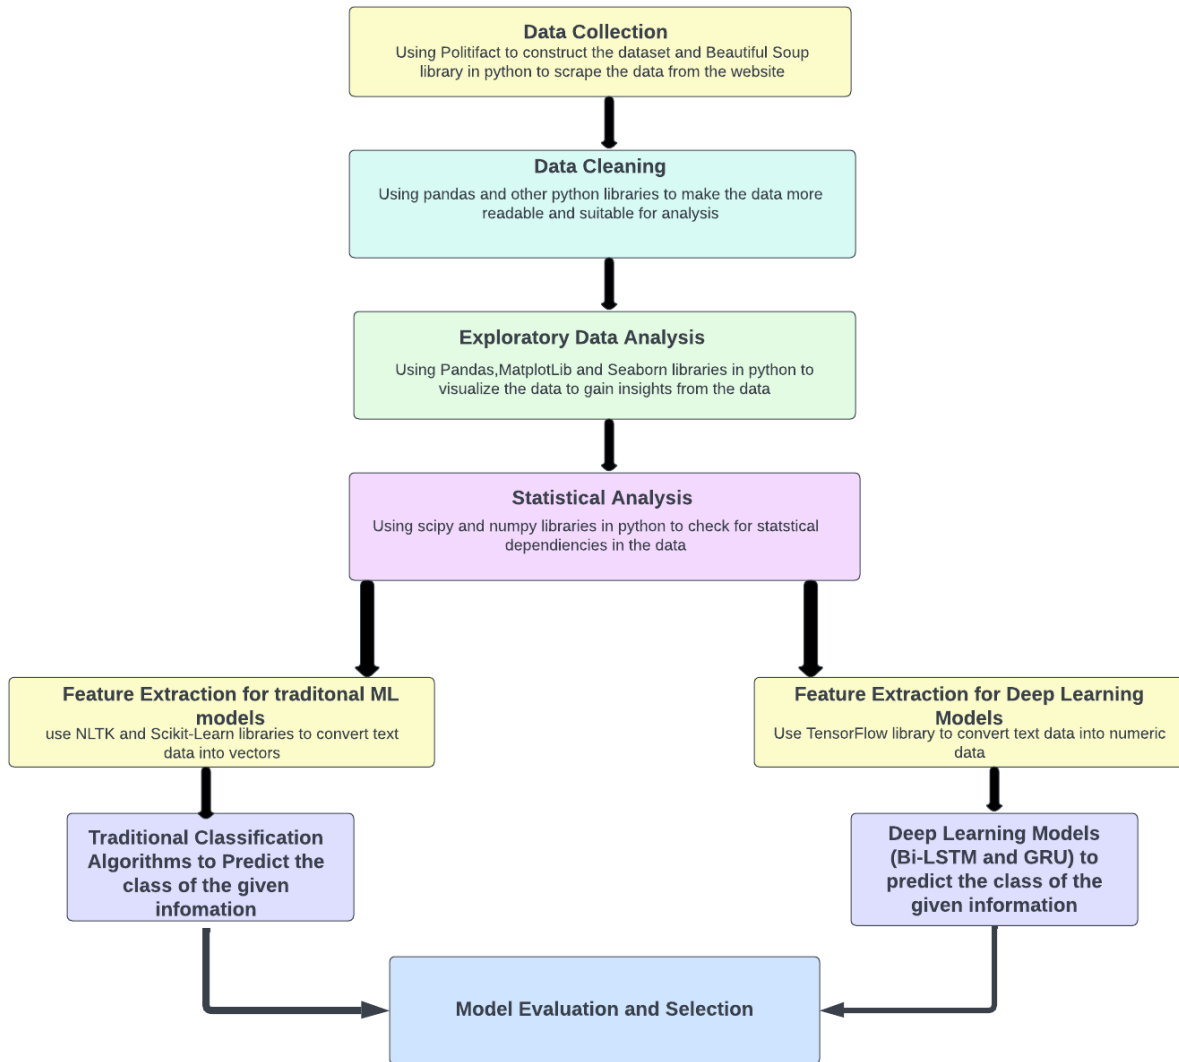 Data Collection
Using Politifact to construct the dataset and Beautiful Soup
library in python to scrape the data from the website
Data Cleaning
Using pandas and other python libraries to make the data more
readable and suitable for analysis
Exploratory Data Analysis
Using Pandas,MatplotLib and Seaborn libraries in python to
visualize the data to gain insights from the data
Statistical Analysis
Using scipy and numpy libraries in python to check for statstical
dependiencies in the data
Feature Extraction for traditonal ML
models
use NLTK and Scikit-Learn libraries to convert text
data into vectors
Feature Extraction for Deep Learning
Models
Use TensorFlow library to convert text data into numeric
data
Traditional Classification
Algorithms to Predict the
class of the given
infomation
Deep Learning Models
(Bi-LSTM and GRU) to
predict the class of the
given information
Model Evaluation and Selection